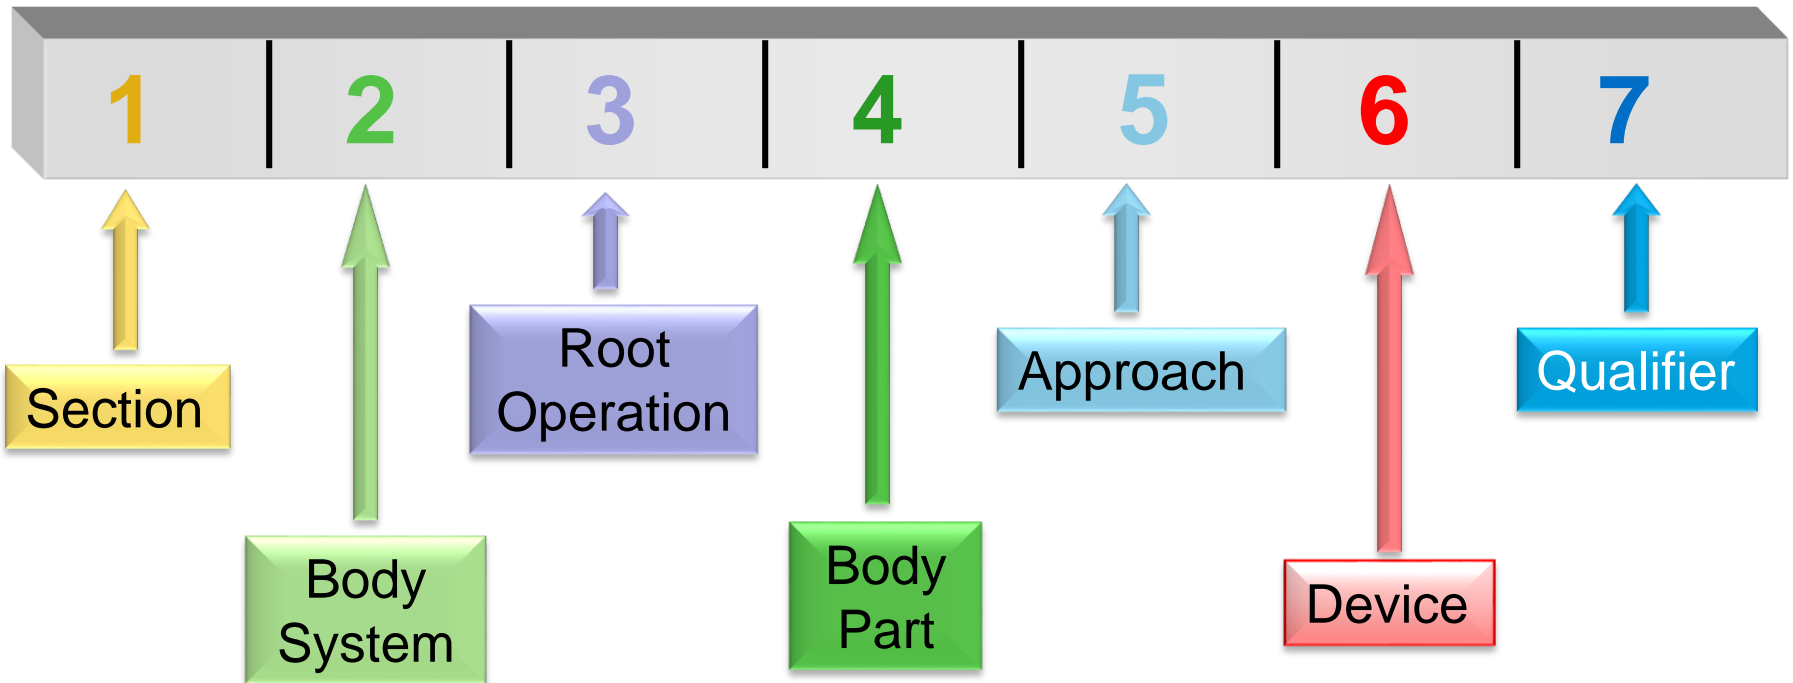 1 2 3 4 5 6 7
Section
Body
System
Root
Operation
Body
Part
Approach
Device
Qualifier